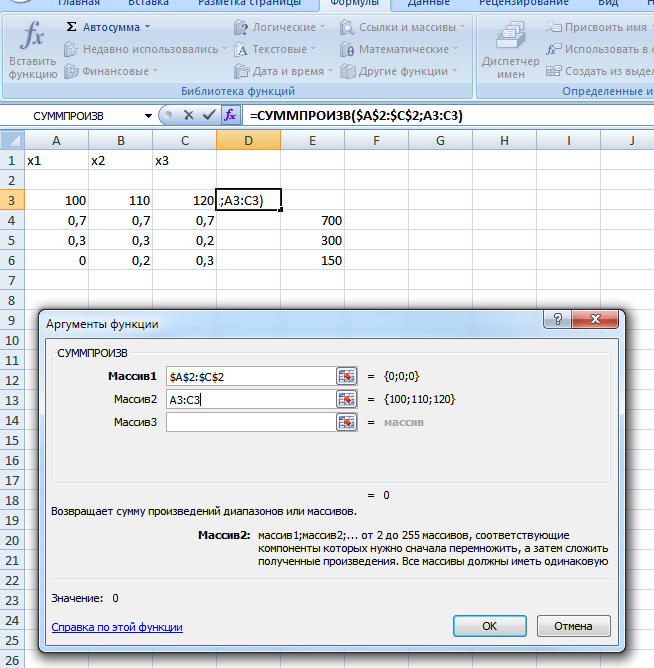 Главная Вставка Разметка страницы Формулы Данные Рецензирование Вид
fx Вставить функцию
Σ Автосумма Логические Ссылки и массивы
Недавно использовались Текстовые Математические
Финансовые Дата и время Другие функции
Библиотека функций
Диспетчер имен
Присвоить имя
Использовать в
Создать из выдел
Определенные и
СУММПРОИЗВ fx =СУММПРОИЗВ($A$2:$C$2;A3:C3)
A B C D E F G H I J
1 x1 x2 x3
2
3 100 110 120 ;A3:C3)
4 0,7 0,7 0,7 700
5 0,3 0,3 0,2 300
6 0 0,2 0,3 150
7
8
9
10
11
12
13
14
15
16
17
18
19
20
21
22
23
24
25
26
Аргументы функции ?
СУММПРОИЗВ
Массив1 $A$2:$C$2 = {0;0;0}
Массив2 A3:C3 = {100;110;120}
Массив3 = массив
= 0
Возвращает сумму произведений диапазонов или массивов.
Массив2: массив1;массив2;... от 2 до 255 массивов, соответствующие
компоненты которых нужно сначала перемножить, а затем сложить
полученные произведения. Все массивы должны иметь одинаковую
Значение: 0
Справка по этой функции
OK Отмена